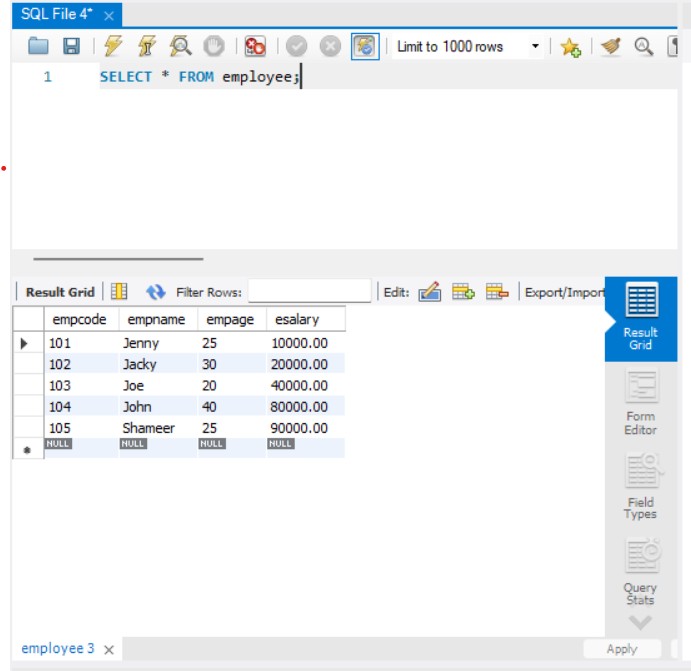 SQL File 4*
Limit to 1000 rows
1 SELECT * FROM employee;
Result Grid Filter Rows: Edit: Export/Import
empcode empname empage esalary
101 Jenny 25 10000.00
102 Jacky 30 20000.00
103 Joe 20 40000.00
104 John 40 80000.00
105 Shameer 25 90000.00
NULL NULL NULL NULL
Result
Grid
Form
Editor
Field
Types
Query
Stats
employee 3
Apply